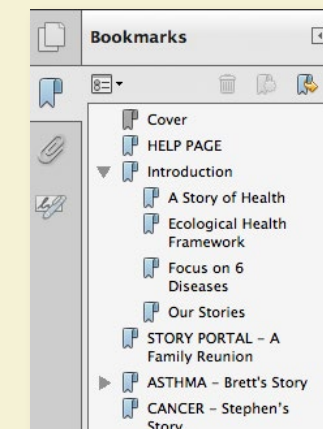 Bookmarks
Cover
HELP PAGE
Introduction
A Story of Health
Ecological Health
Framework
Focus on 6
Diseases
Our Stories
STORY PORTAL – A
Family Reunion
ASTHMA – Brett's Story
CANCER – Stephen's
Story